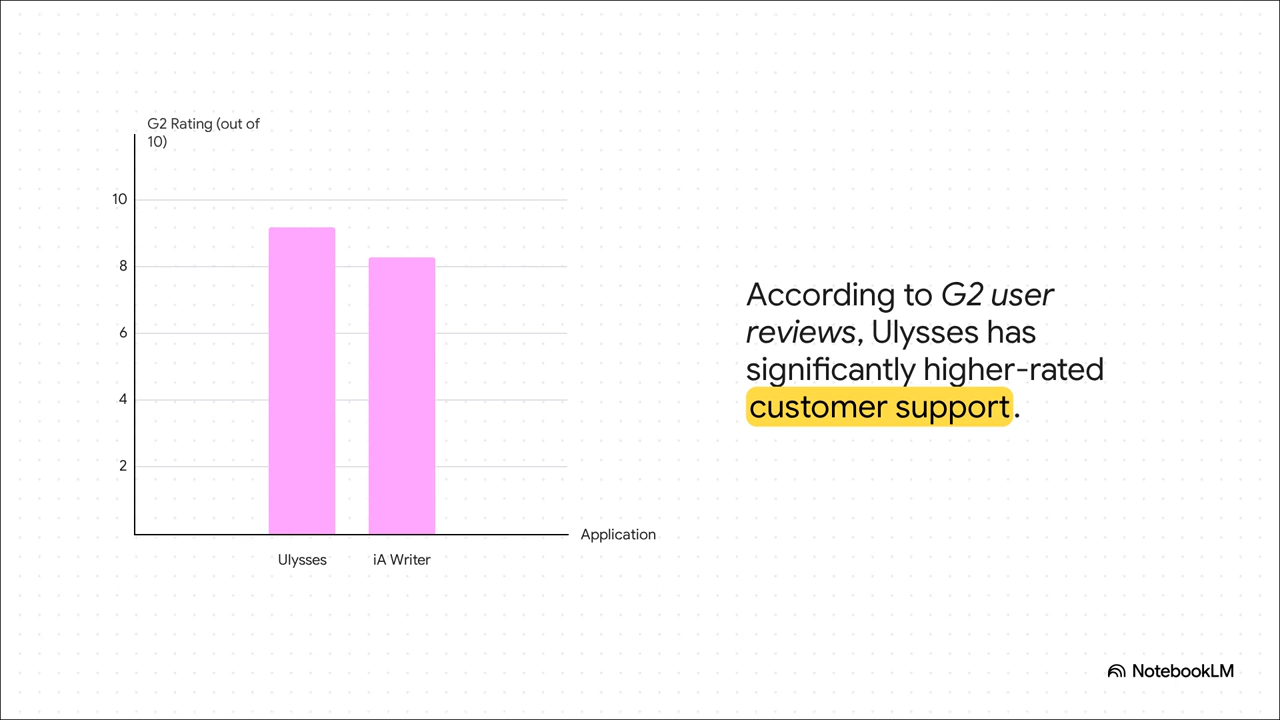 G2 Rating (out of
10)
10
8
6
4
2
Ulysses
iA Writer
Application
According to G2 user
reviews, Ulysses has
significantly higher-rated
customer support.
NotebookLM